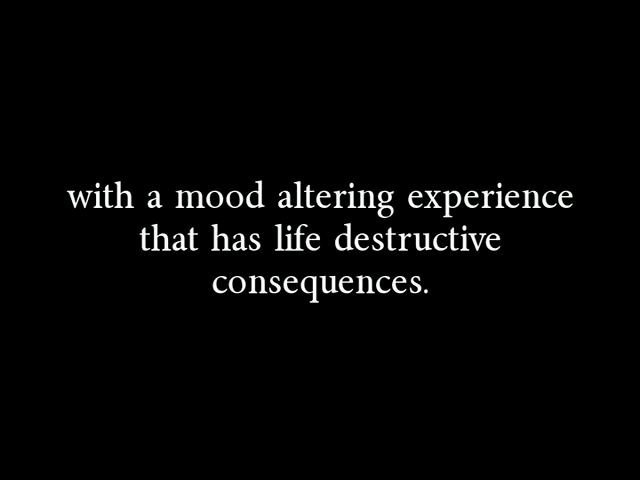 with a mood altering experience
that has life destructive
consequences.